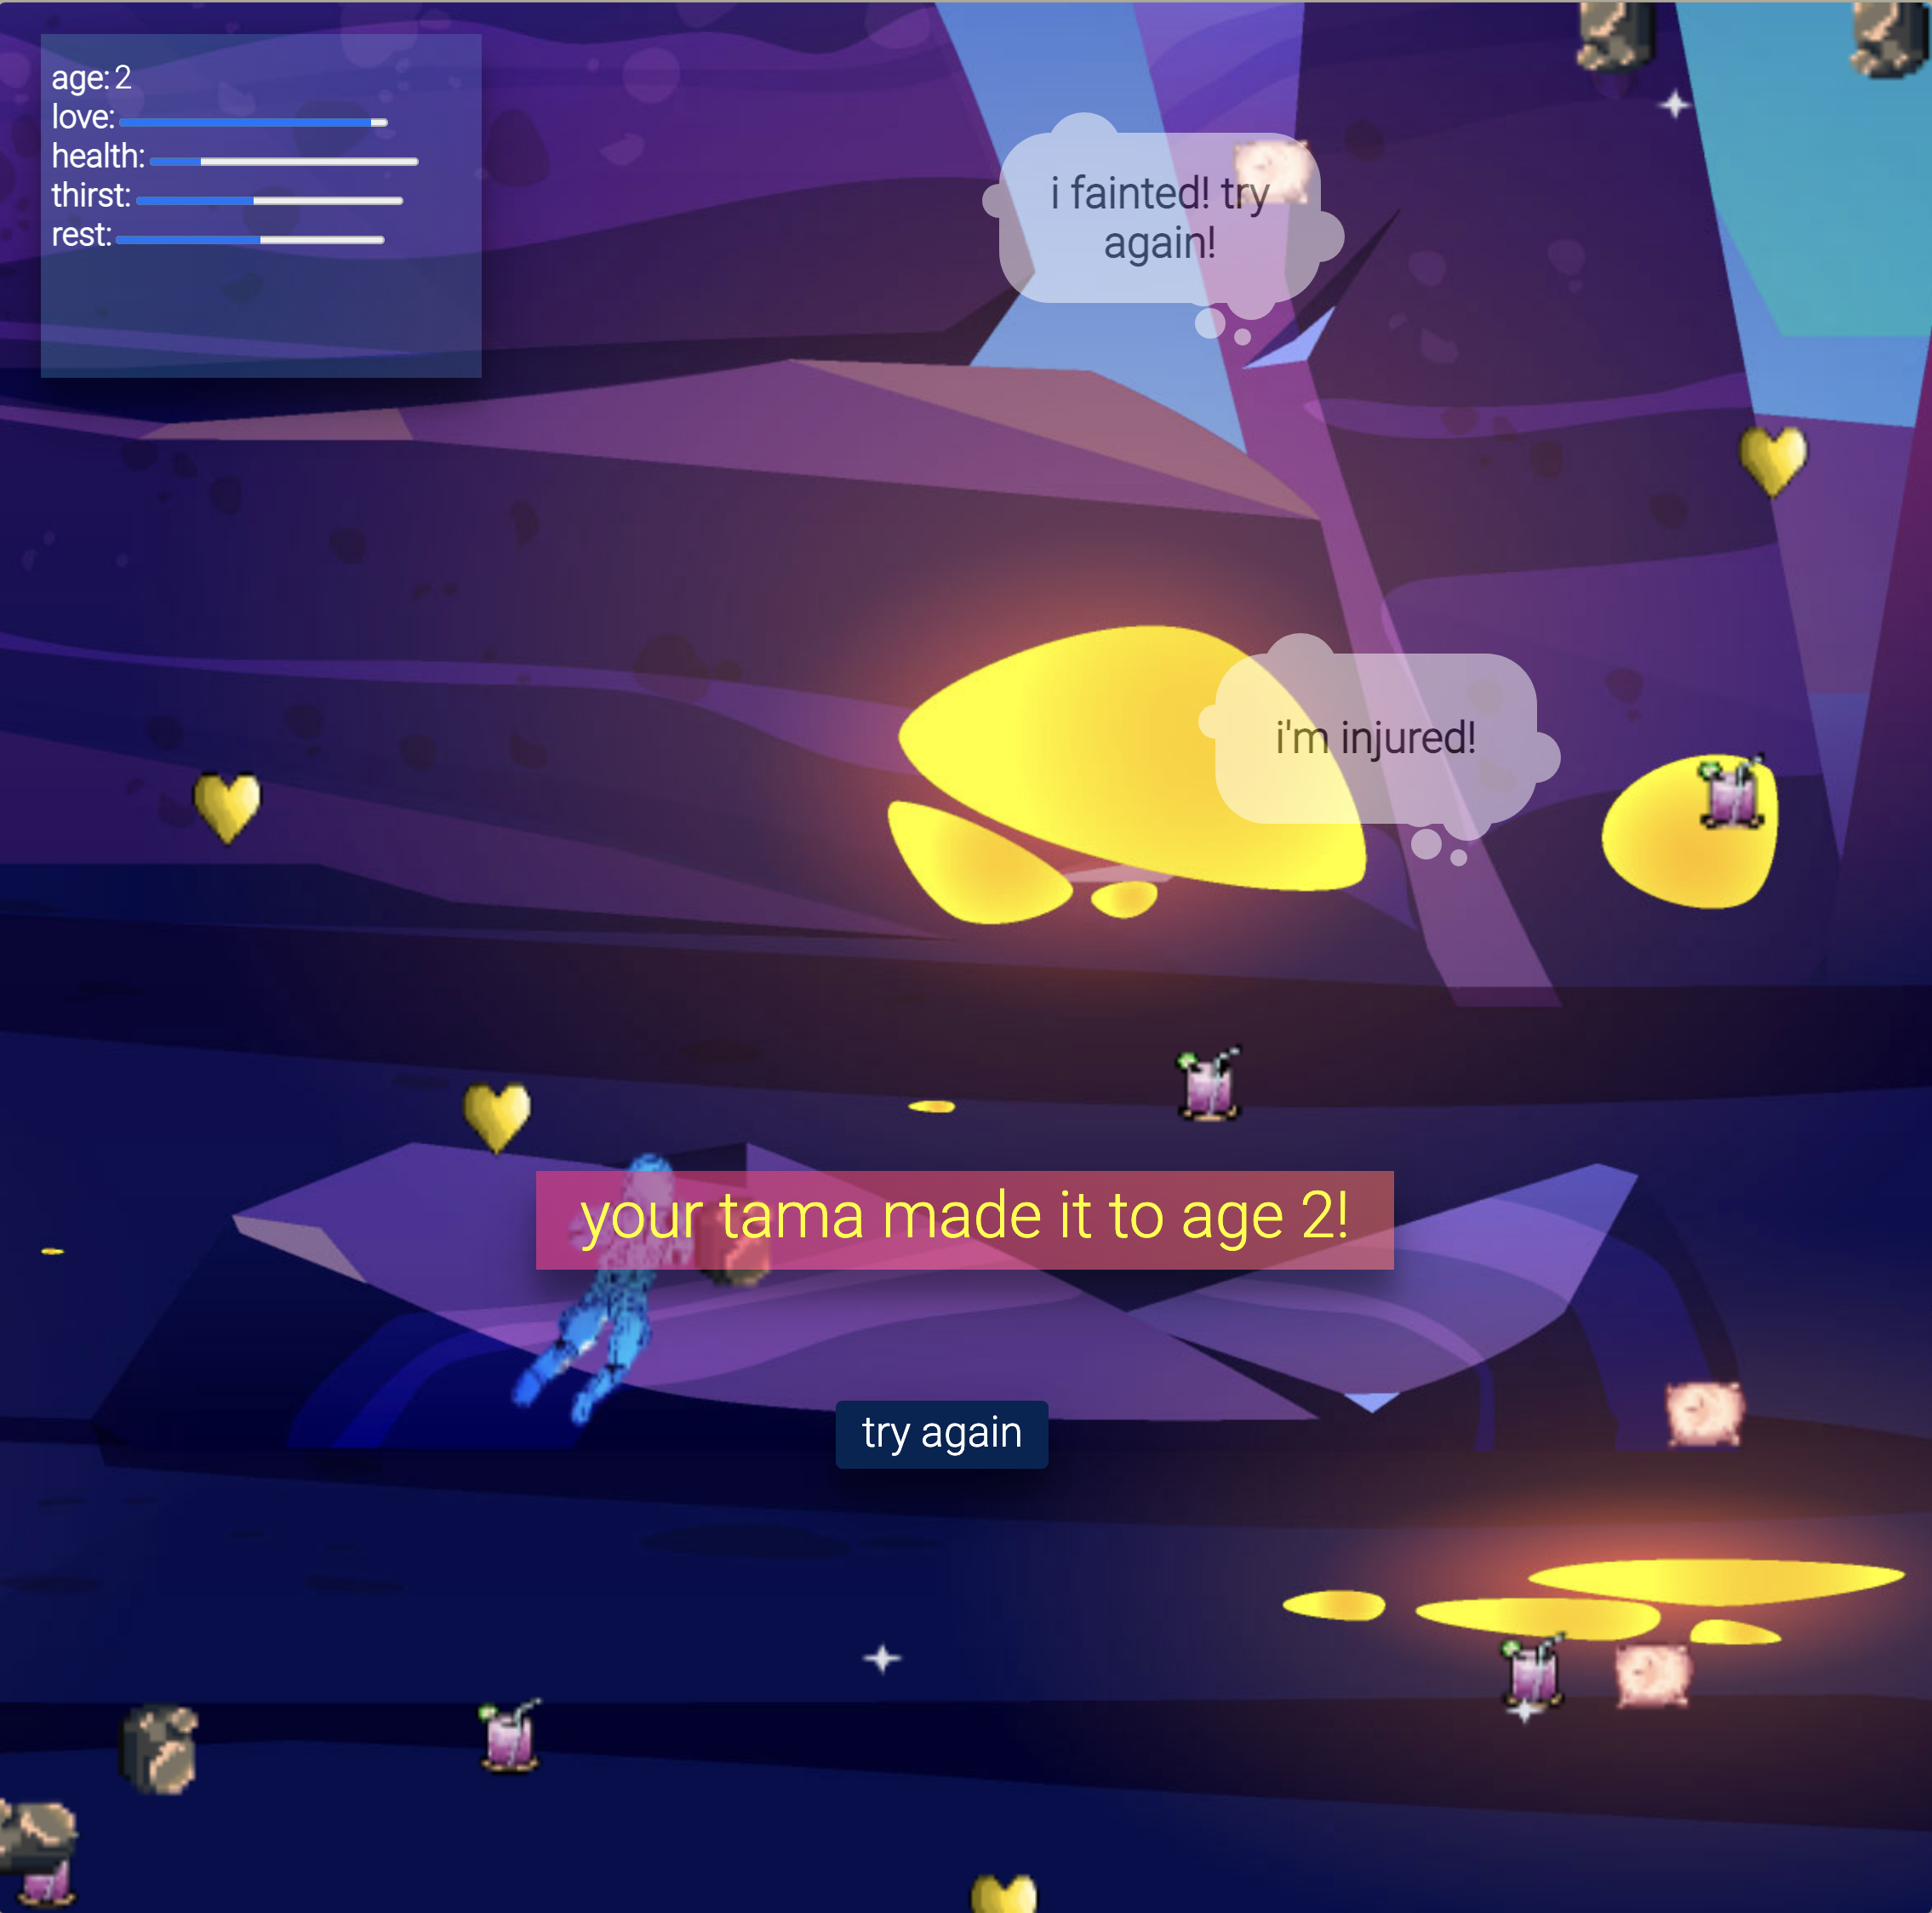 age: 2
love:
health:
thirst:
rest:
i fainted! try
again!
i'm injured!
your tama made it to age 2!
try again